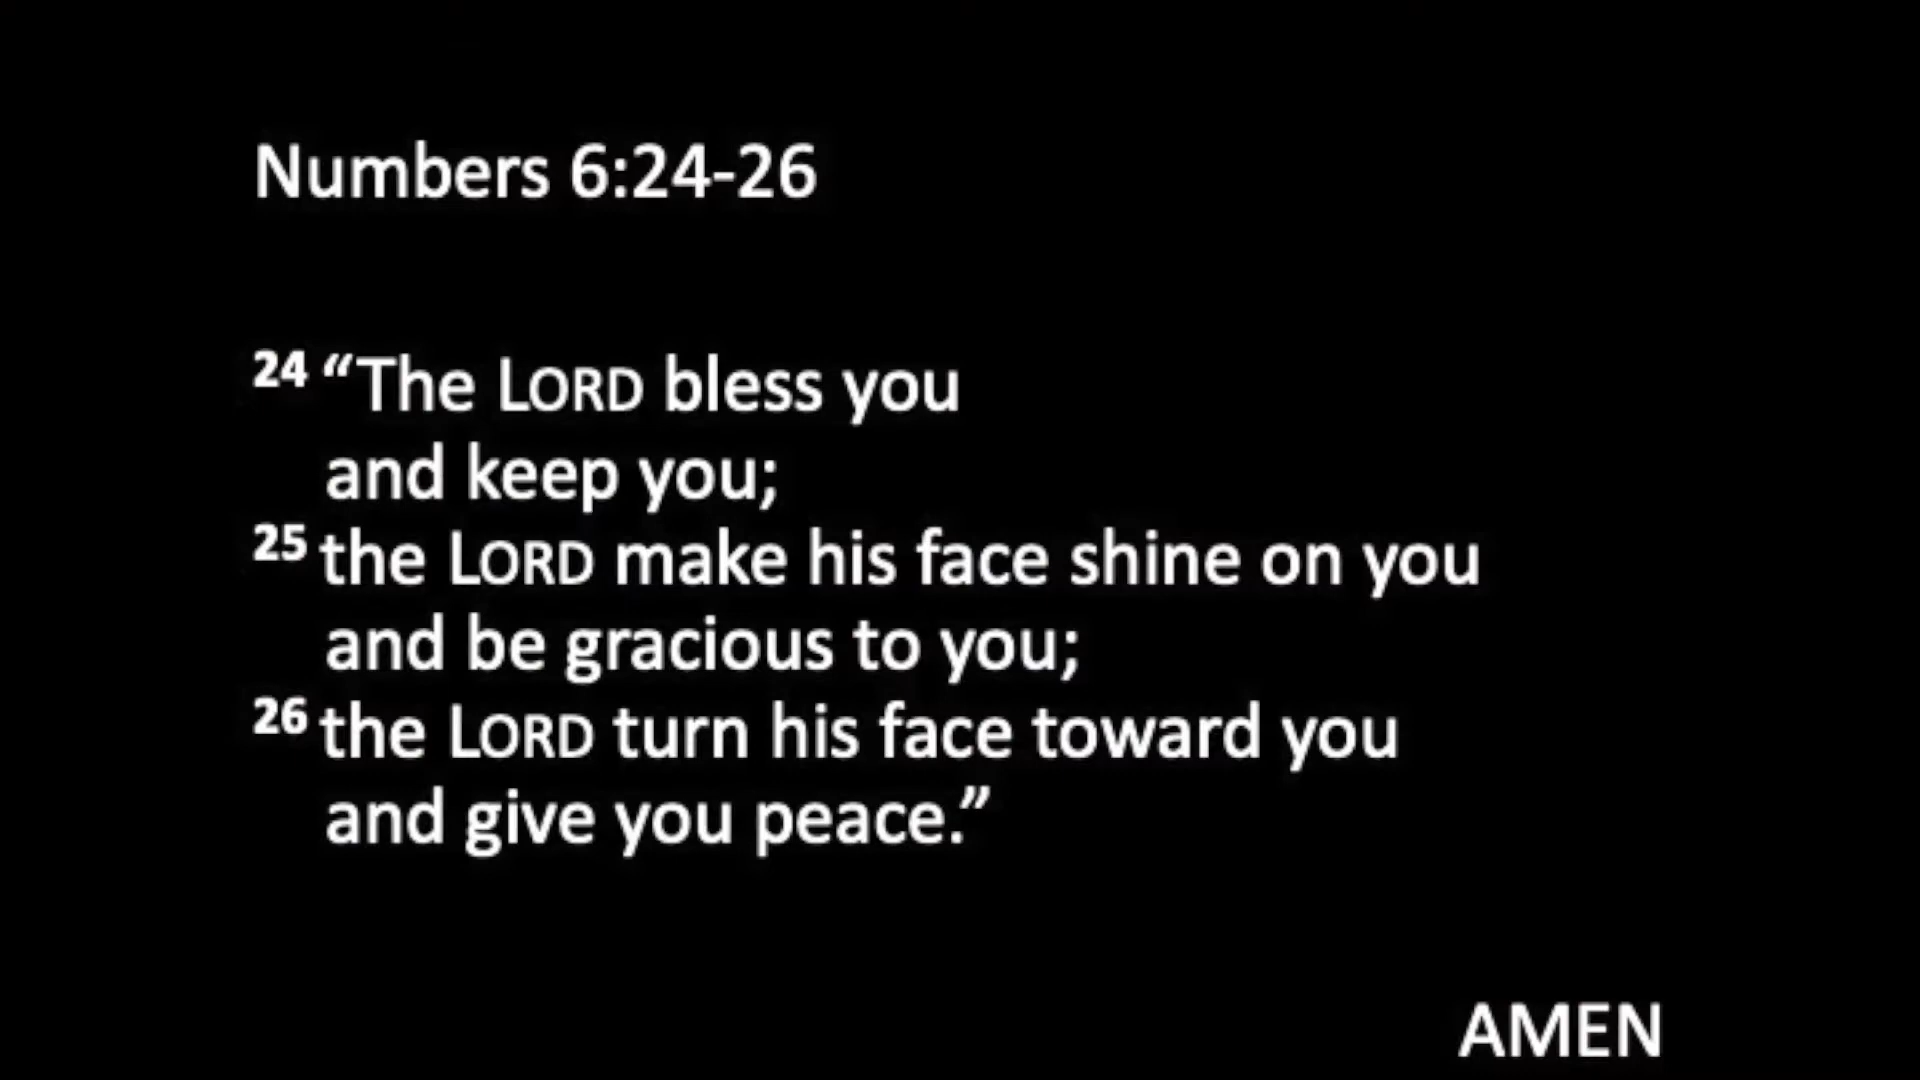 Numbers 6:24-26
24 “The LORD bless you
and keep you;
25 the LORD make his face shine on you
and be gracious to you;
26 the LORD turn his face toward you
and give you peace.”
AMEN